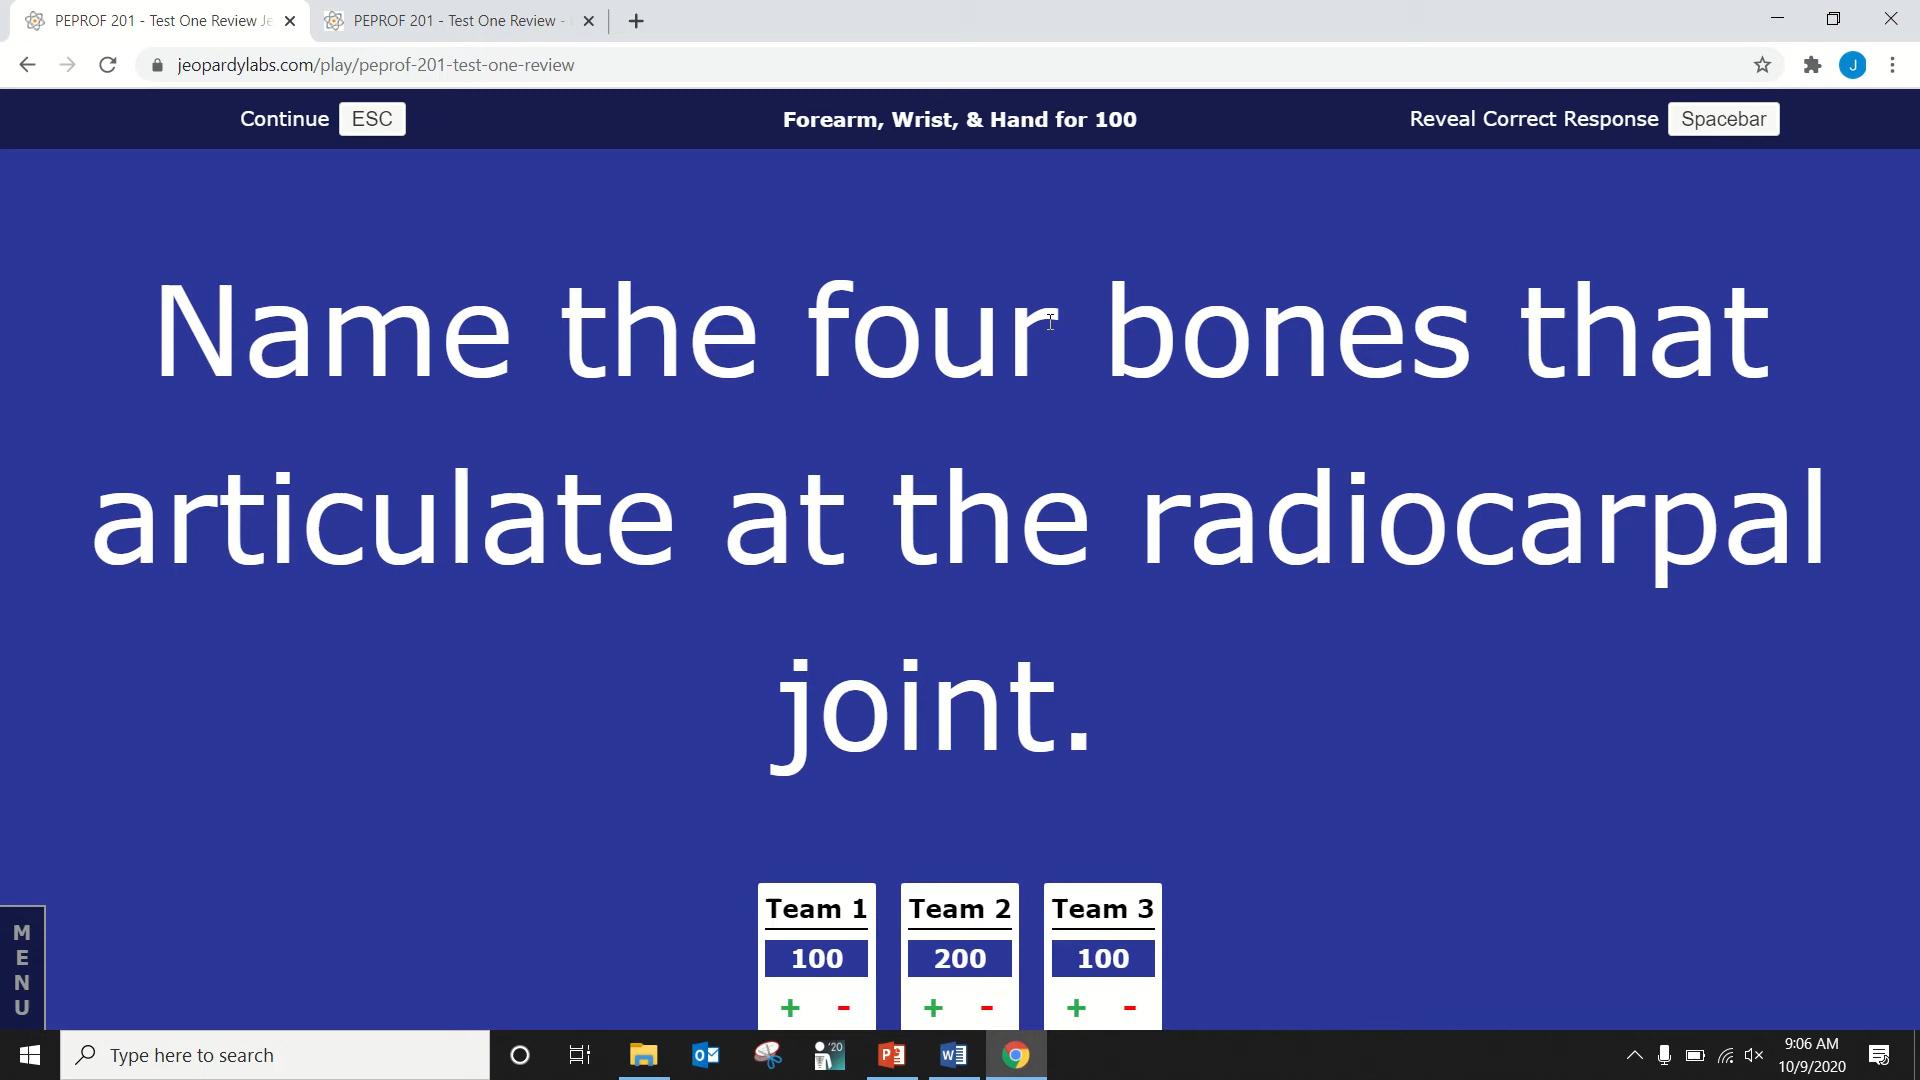 PEPROF 201 - Test One Review Je
PEPROF 201 - Test One Review -
jeopardylabs.com/play/peprof-201-test-one-review
J
Continue ESC
Forearm, Wrist, & Hand for 100
Reveal Correct Response Spacebar
Name the four bones that
articulate at the radiocarpal
joint.
MENU
Team 1 Team 2 Team 3
100 200 100
+ - + - + -
Type here to search
'20
9:06 AM
10/9/2020